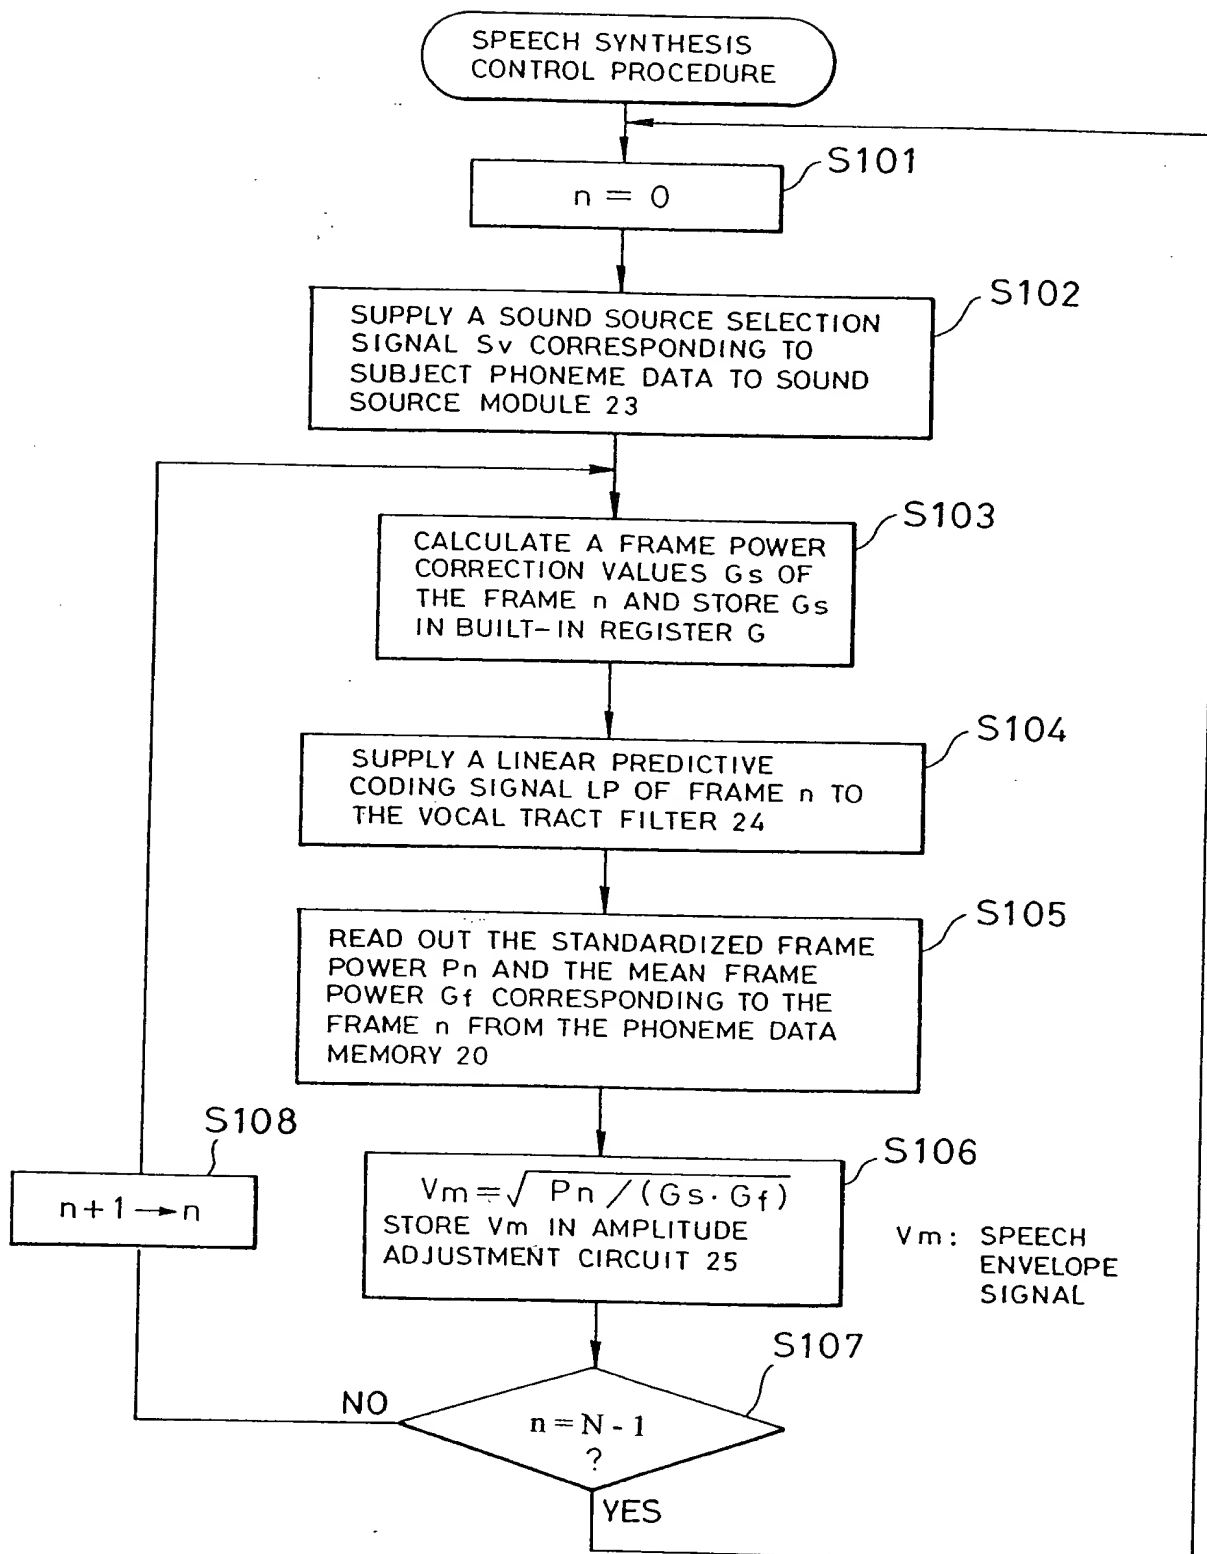 SPEECH SYNTHESIS
CONTROL PROCEDURE
S101
n = 0
S102
SUPPLY A SOUND SOURCE SELECTION
SIGNAL Sv CORRESPONDING TO
SUBJECT PHONEME DATA TO SOUND
SOURCE MODULE 23
S103
CALCULATE A FRAME POWER
CORRECTION VALUES Gs OF
THE FRAME n AND STORE Gs
IN BUILT-IN REGISTER G
S104
SUPPLY A LINEAR PREDICTIVE
CODING SIGNAL LP OF FRAME n TO
THE VOCAL TRACT FILTER 24
S105
READ OUT THE STANDARDIZED FRAME
POWER Pn AND THE MEAN FRAME
POWER Gf CORRESPONDING TO THE
FRAME n FROM THE PHONEME DATA
MEMORY 20
S108
n+1→n
S106
Vm=√Pn/(Gs·Gf)
STORE Vm IN AMPLITUDE
ADJUSTMENT CIRCUIT 25
Vm: SPEECH
ENVELOPE
SIGNAL
S107
NO
n=N-1
?
YES